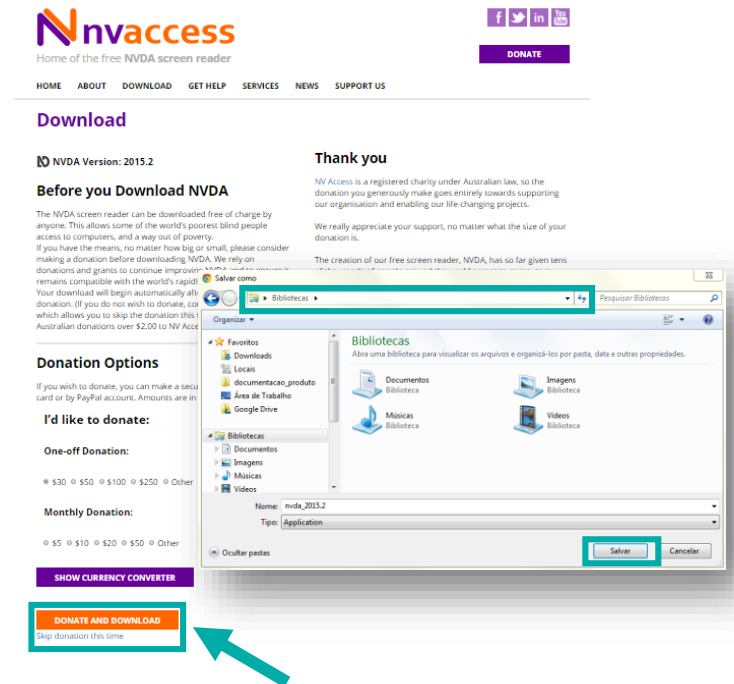 nvaccess
Home of the free NVDA screen reader
f in You Tube
DONATE
HOME ABOUT DOWNLOAD GET HELP SERVICES NEWS SUPPORT US
Download
NVDA Version: 2015.2
Before you Download NVDA
The NVDA screen reader can be downloaded free of charge by
anyone. This allows some of the world's poorest blind people
access to computers, and a way out of poverty.
If you have the means, no matter how big or small, please consider
making a donation before downloading NVDA. We rely on
donations and grants to continue improving NVDA and to ensure it
remains compatible with the world's
Your download will begin automatically
donation. (If you do not wish to donate,
which allows you to skip the donation this
Australian donations over $2.00 to NV
Thank you
NV Access is a registered charity under Australian law, so the
donation you generously make goes entirely towards supporting
our organisation and enabling our life-changing projects.
We really appreciate your support, no matter what the size of your
donation is.
The creation of our free screen reader, NVDA, has so far given tens
Donation Options
If you wish to donate, you can make a
card or by PayPal account. Amounts are in
I'd like to donate:
One-off Donation:
$30 $50 $100 $250 Other
Monthly Donation:
$5 $10 $20 $50 Other
SHOW CURRENCY CONVERTER
DONATE AND DOWNLOAD
Skip donation this time
Salvar como
Bibliotecas
Pesquisar Bibliotecas
Organizar
Favoritos
Downloads
Locais
documentacao_produto
Área de Trabalho
Google Drive
Bibliotecas
Documentos
Imagens
Músicas
Vídeos
Bibliotecas
Abra uma biblioteca para visualizar os arquivos e organizá-los por pasta, data e outras propriedades.
Documentos
Biblioteca
Imagens
Biblioteca
Músicas
Biblioteca
Vídeos
Biblioteca
Nome: nvda_2015.2
Tipo: Application
Ocultar pastas
Salvar
Cancelar